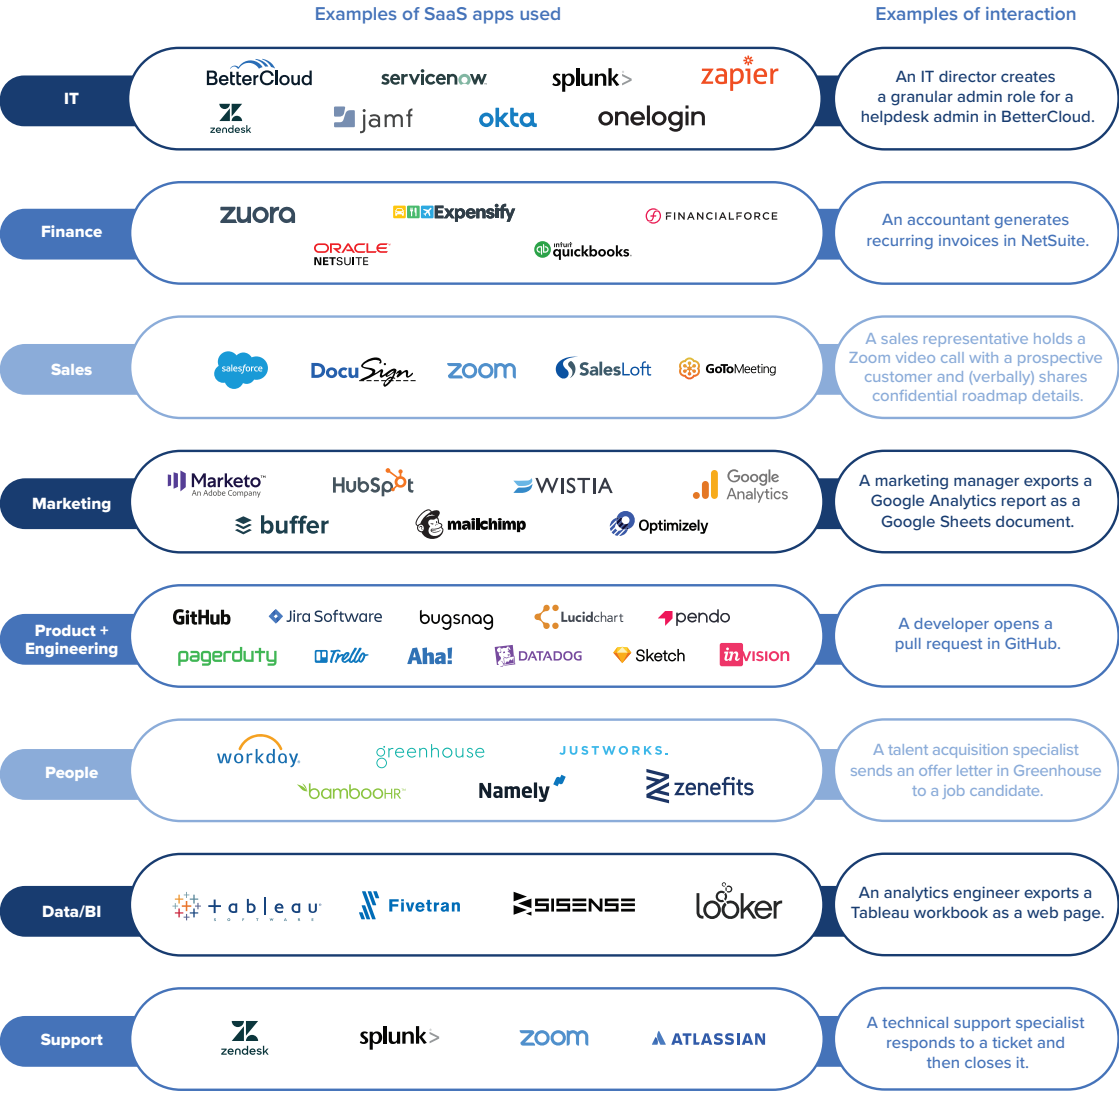 Examples of SaaS apps used
Examples of interaction
IT
BetterCloud
servicenow
splunk>
zapier
zendesk
jamf
okta
onelogin
An IT director creates
a granular admin role for a
helpdesk admin in BetterCloud.
Finance
zuora
Expensify
FINANCIALFORCE
ORACLE
NETSUITE
intuit
quickbooks.
An accountant generates
recurring invoices in NetSuite.
Sales
salesforce
DocuSign
zoom
SalesLoft
GoToMeeting
A sales representative holds a
Zoom video call with a prospective
customer and (verbally) shares
confidential roadmap details.
Marketing
Marketo™
An Adobe Company
HubSpot
WISTIA
Google
Analytics
buffer
mailchimp
Optimizely
A marketing manager exports a
Google Analytics report as a
Google Sheets document.
Product +
Engineering
GitHub
Jira Software
bugsnag
Lucidchart
pendo
pagerduty
Trello
Aha!
DATADOG
Sketch
inVISION
A developer opens a
pull request in GitHub.
People
workday.
greenhouse
JUSTWORKS.
bambooHR™
Namely
zenefits
A talent acquisition specialist
sends an offer letter in Greenhouse
to a job candidate.
Data/BI
+ableau
SOFTWARE
Fivetran
SISENSE
looker
An analytics engineer exports a
Tableau workbook as a web page.
Support
zendesk
splunk>
zoom
ATLASSIAN
A technical support specialist
responds to a ticket and
then closes it.